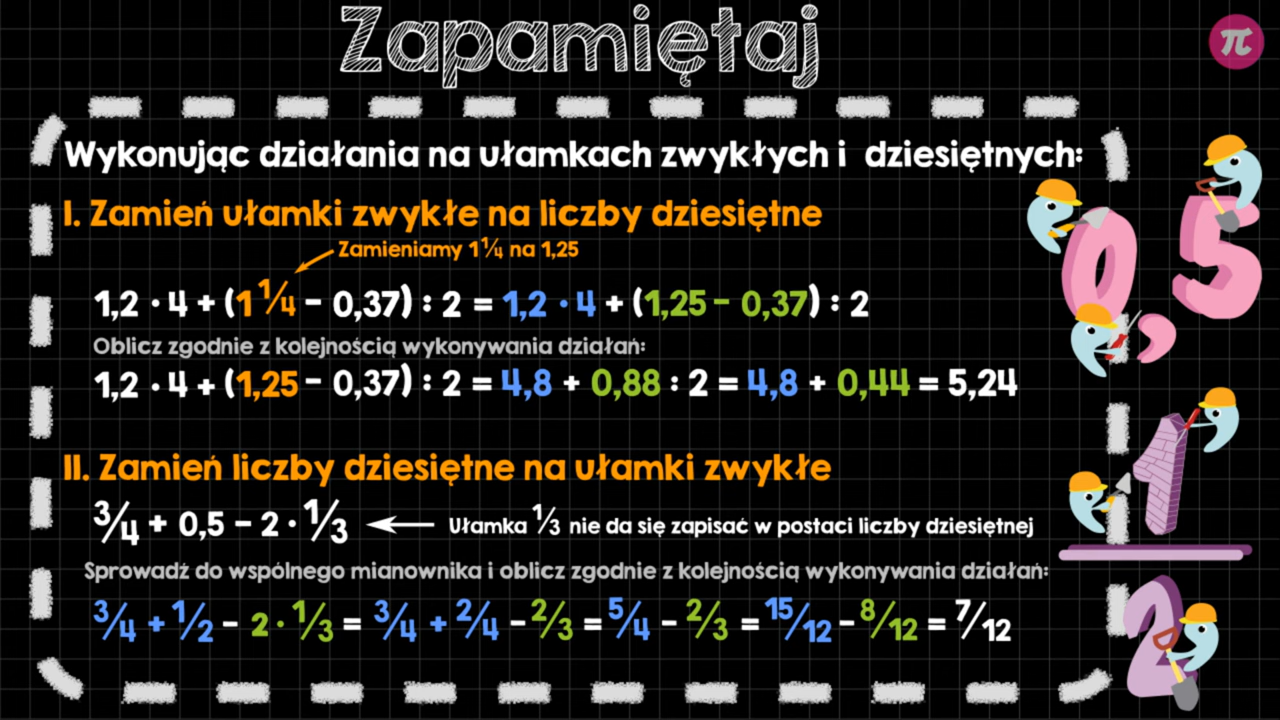 Zapamiętaj
π
Wykonując działania na ułamkach zwykłych i dziesiętnych:
I. Zamień ułamki zwykłe na liczby dziesiętne
Zamieniamy 1 1/4 na 1,25
1,2 · 4 + (1 1/4 - 0,37) : 2 = 1,2 · 4 + (1,25 - 0,37) : 2
Oblicz zgodnie z kolejnością wykonywania działań:
1,2 · 4 + (1,25 - 0,37) : 2 = 4,8 + 0,88 : 2 = 4,8 + 0,44 = 5,24
II. Zamień liczby dziesiętne na ułamki zwykłe
3/4 + 0,5 - 2 · 1/3 ← Ułamka 1/3 nie da się zapisać w postaci liczby dziesiętnej
Sprowadź do wspólnego mianownika i oblicz zgodnie z kolejnością wykonywania działań:
3/4 + 1/2 - 2 · 1/3 = 3/4 + 2/4 - 2/3 = 5/4 - 2/3 = 15/12 - 8/12 = 7/12
0,5
1
2